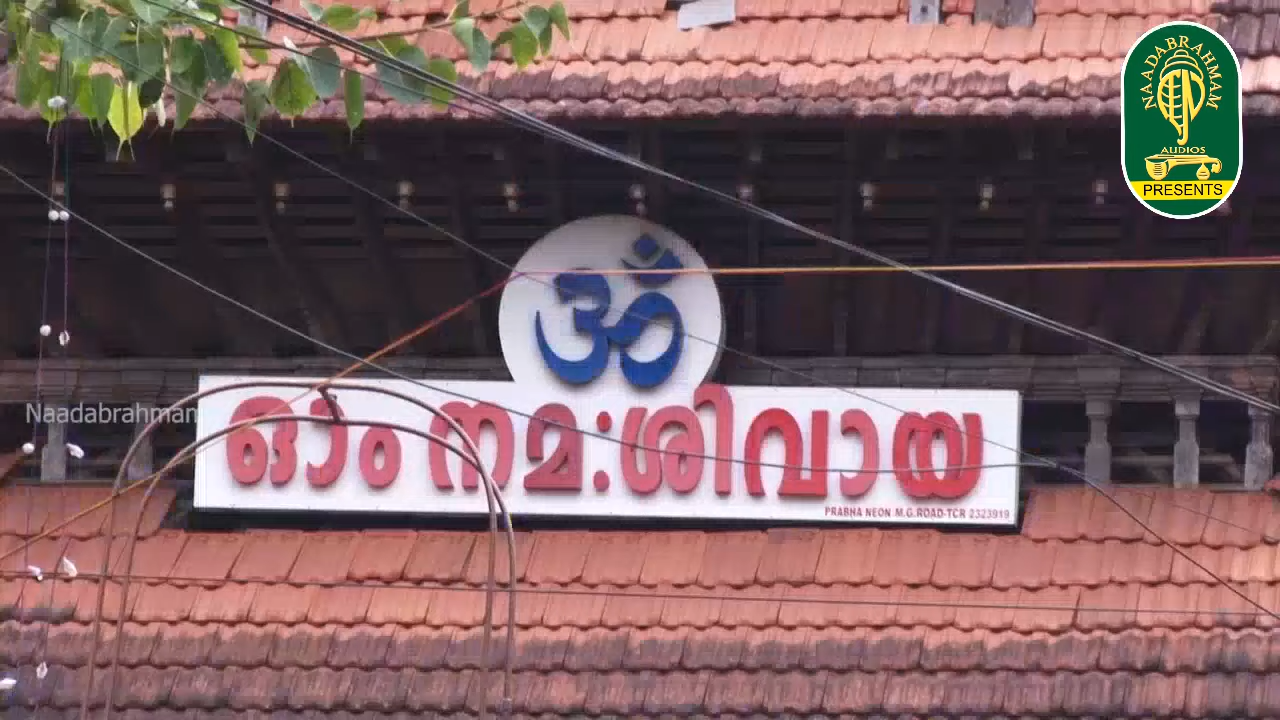 NAADABRAHMAM
AUDIOS
PRESENTS
ॐ
Naadabrahmam
ഓം നമ:ശിവായ
PRABHA NEON M.G.ROAD-TCR 2323919